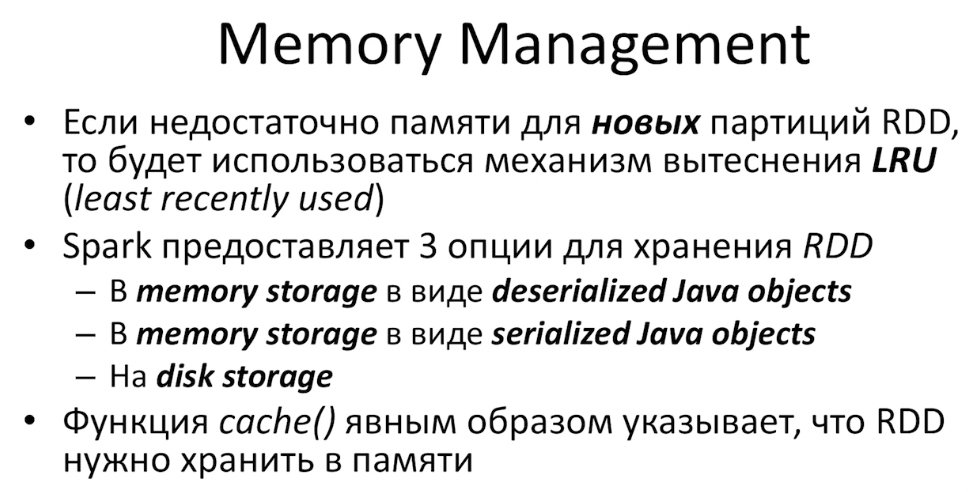 Memory Management
• Если недостаточно памяти для новых партиций RDD,
то будет использоваться механизм вытеснения LRU
(least recently used)
• Spark предоставляет 3 опции для хранения RDD
– В memory storage в виде deserialized Java objects
– В memory storage в виде serialized Java objects
– На disk storage
• Функция cache() явным образом указывает, что RDD
нужно хранить в памяти